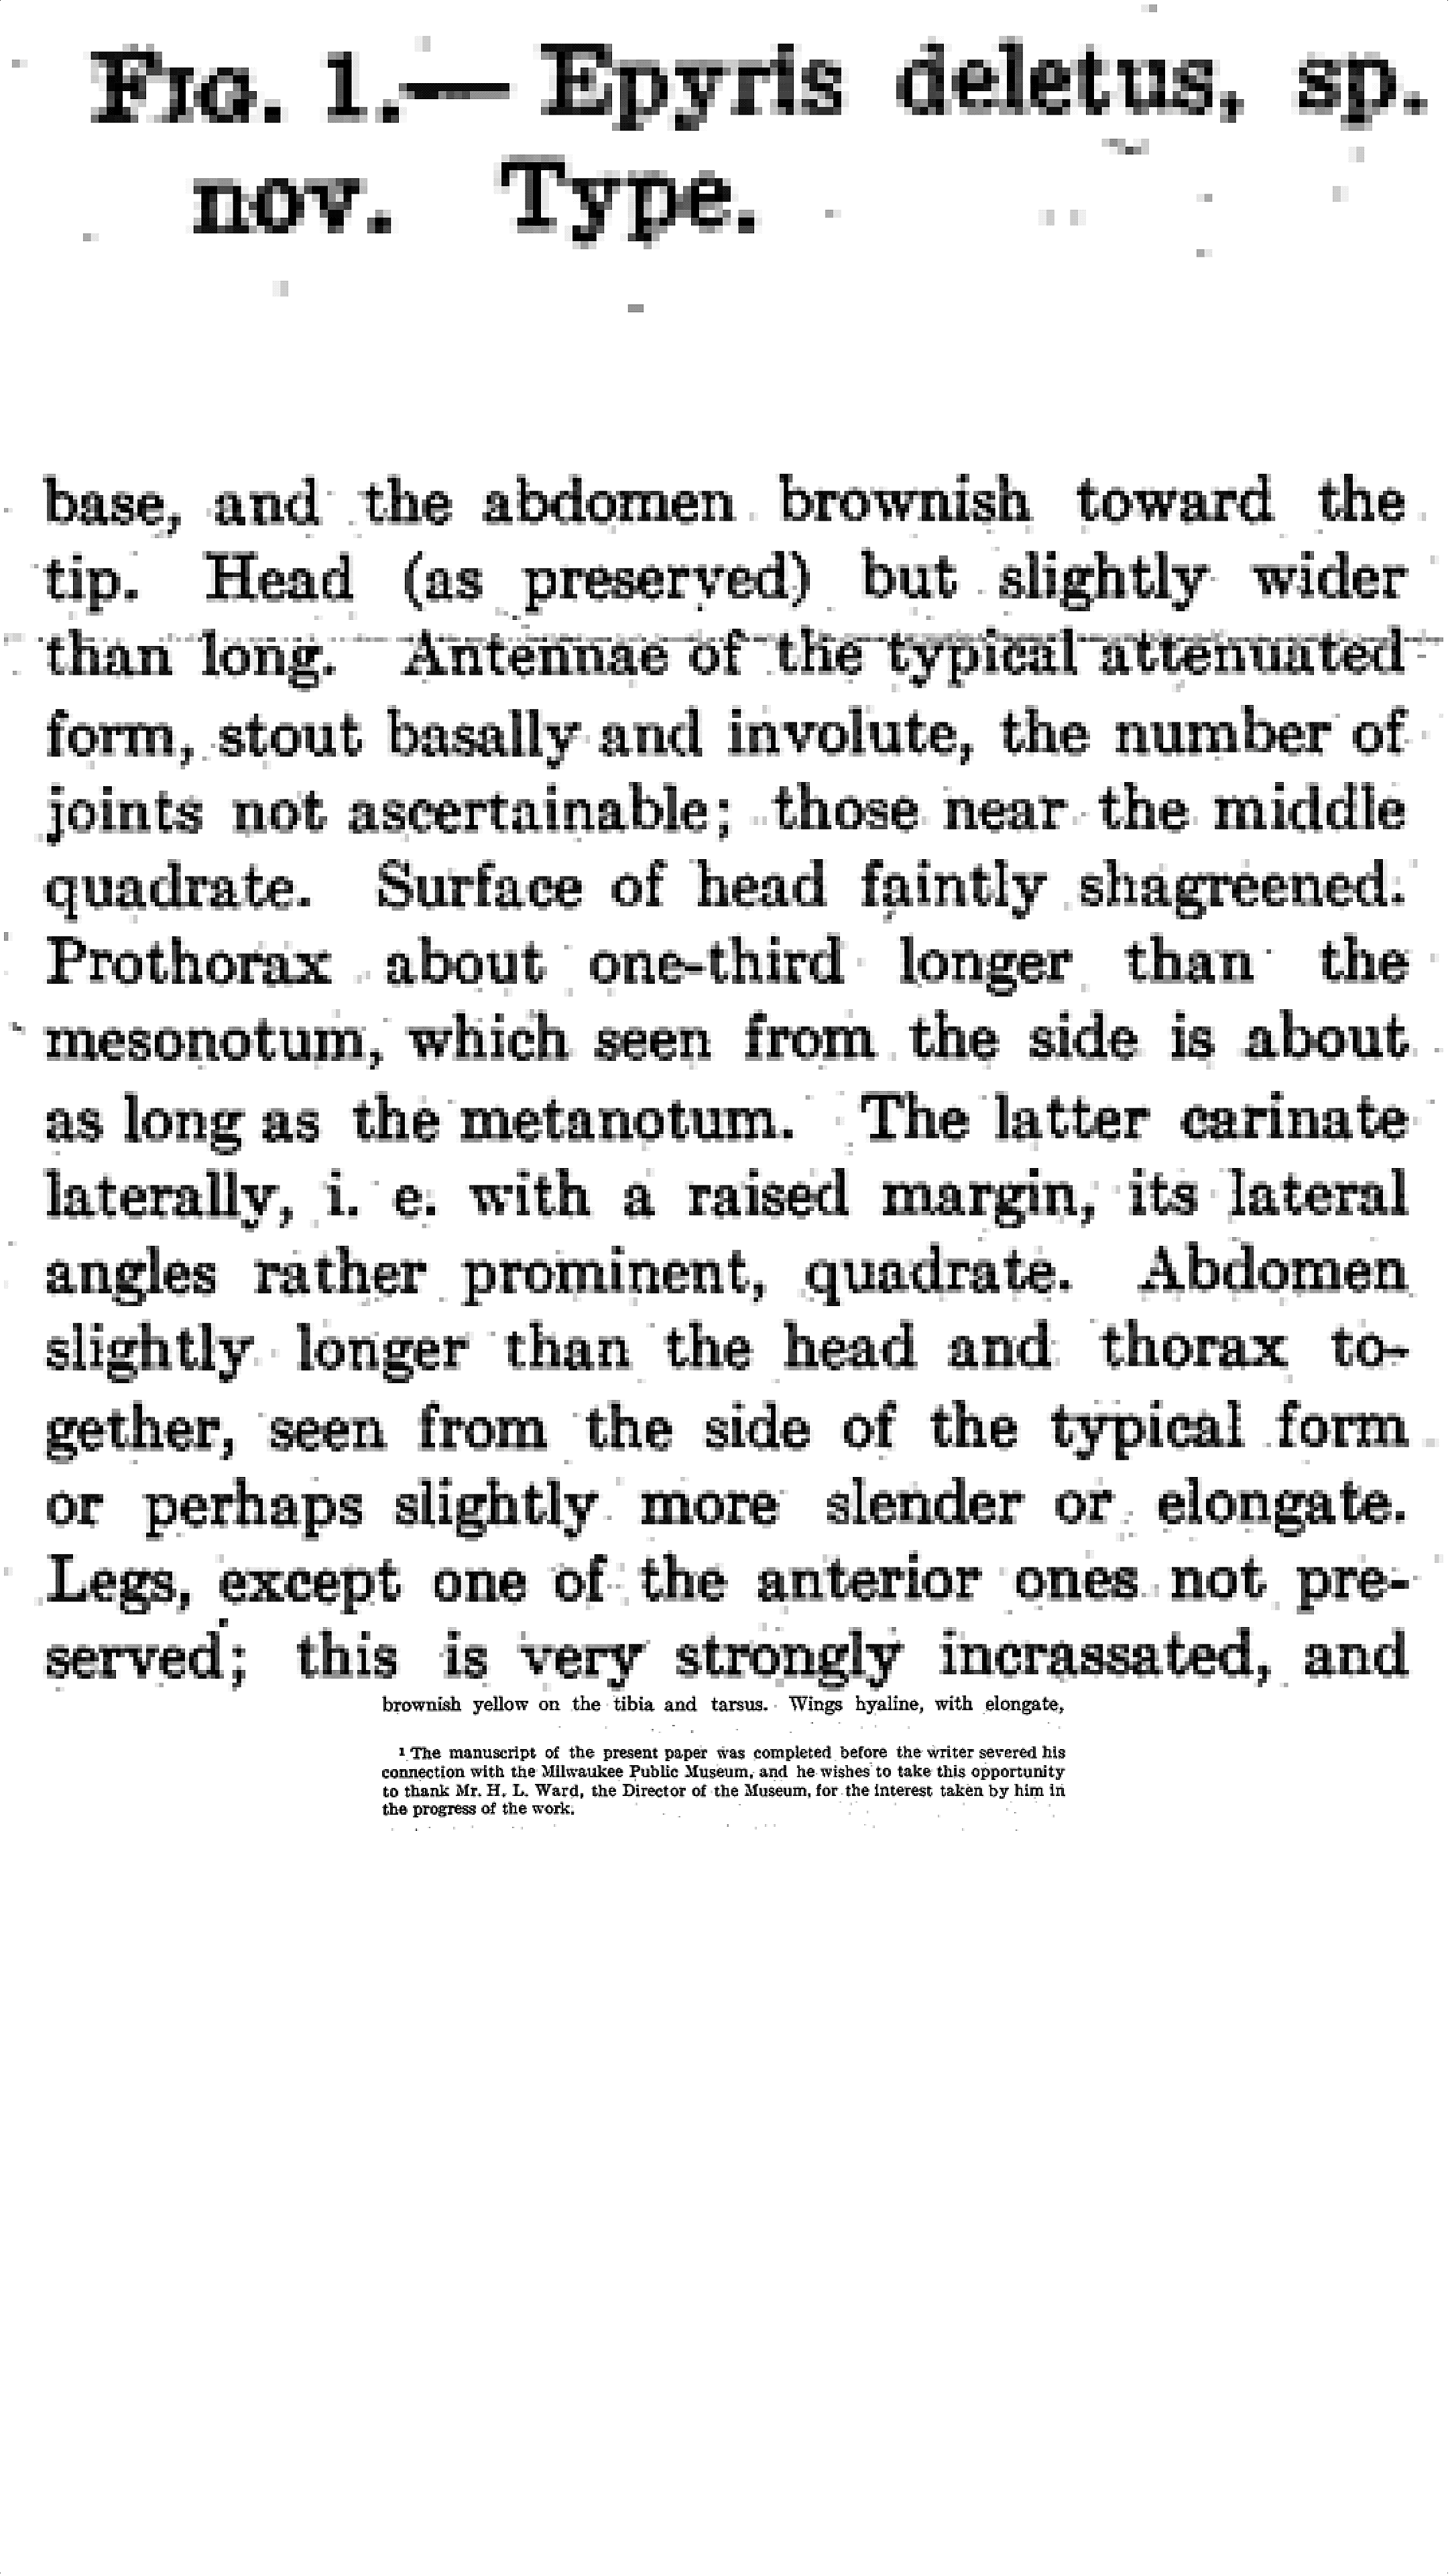 FIG. 1.— Epyris deletus, sp.
nov. Type.
base, and the abdomen brownish toward the
tip. Head (as preserved) but slightly wider
than long. Antennae of the typical attenuated
form, stout basally and involute, the number of
joints not ascertainable; those near the middle
quadrate. Surface of head faintly shagreened.
Prothorax about one-third longer than the
mesonotum, which seen from the side is about
as long as the metanotum. The latter carinate
laterally, i. e. with a raised margin, its lateral
angles rather prominent, quadrate. Abdomen
slightly longer than the head and thorax to-
gether, seen from the side of the typical form
or perhaps slightly more slender or elongate.
Legs, except one of the anterior ones not pre-
served; this is very strongly incrassated, and
brownish yellow on the tibia and tarsus. Wings hyaline, with elongate,
¹ The manuscript of the present paper was completed before the writer severed his
connection with the Milwaukee Public Museum, and he wishes to take this opportunity
to thank Mr. H. L. Ward, the Director of the Museum, for the interest taken by him in
the progress of the work.